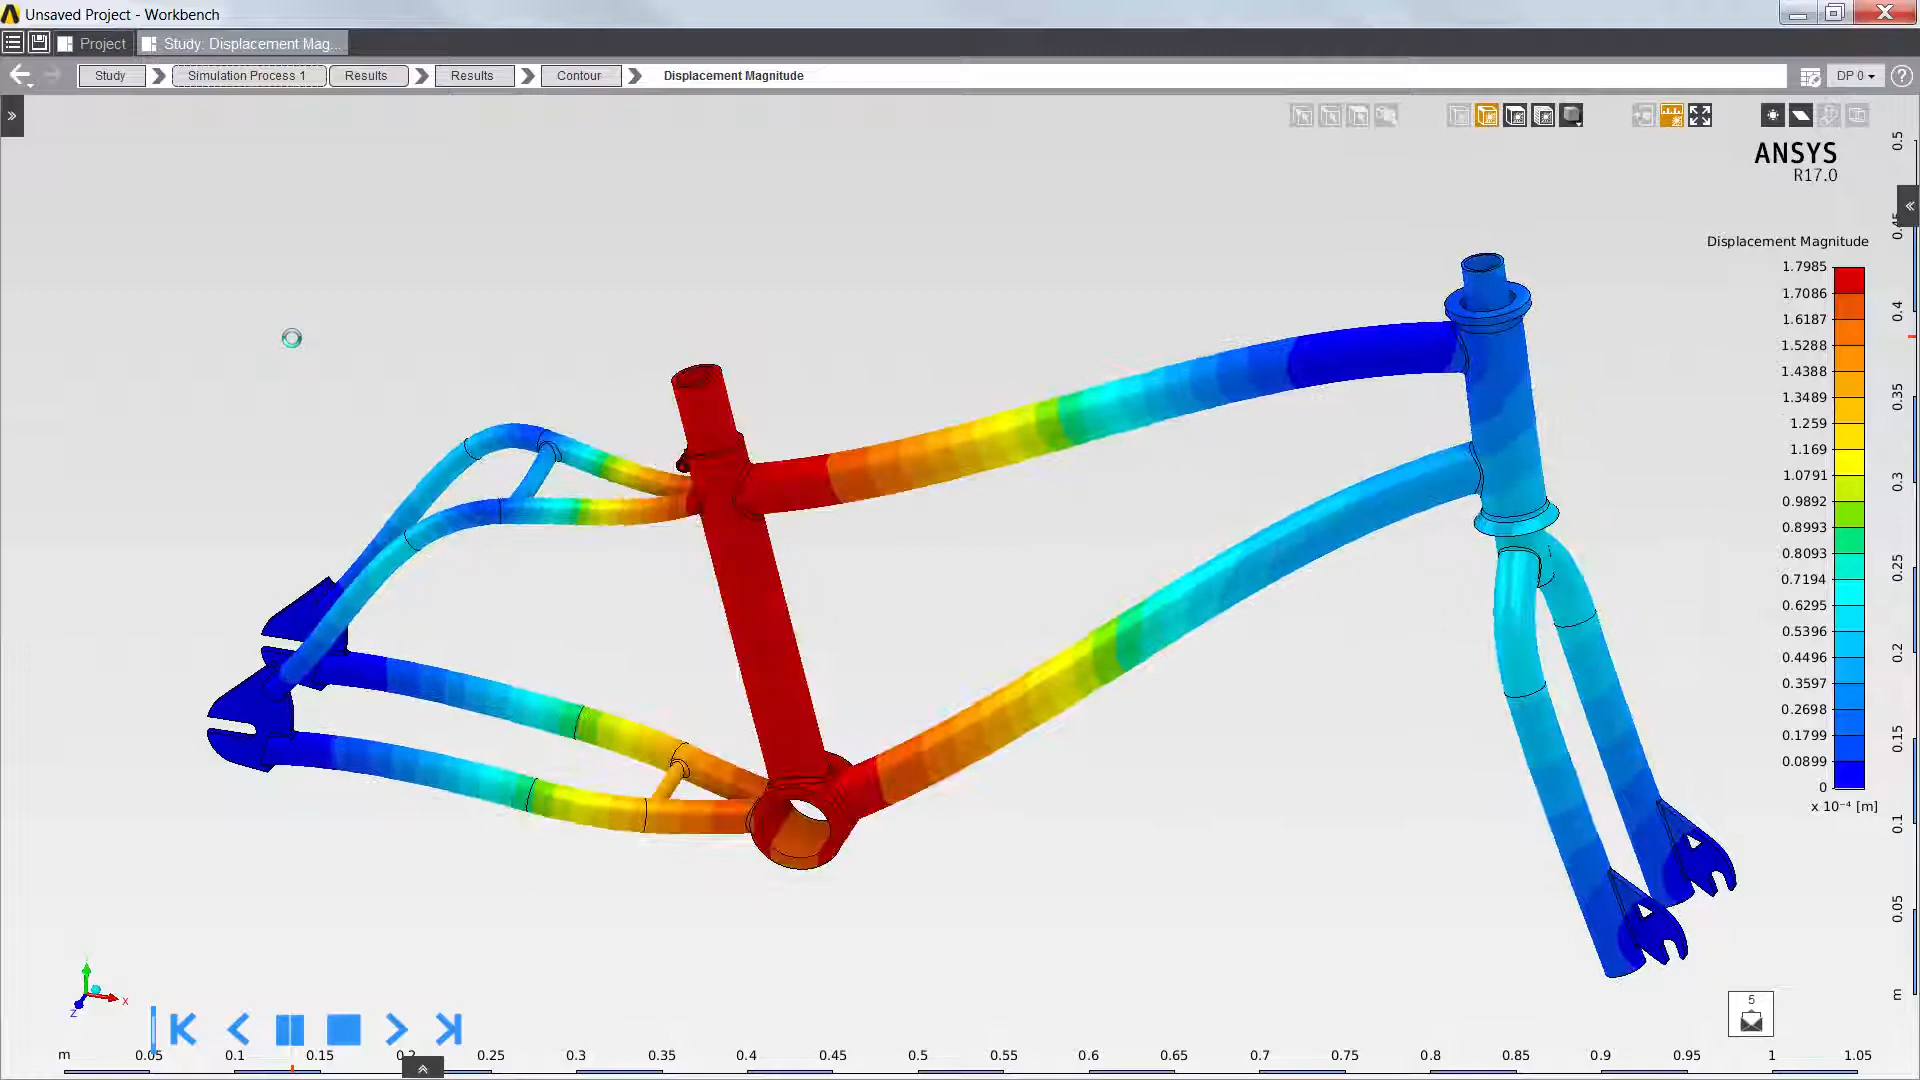 Unsaved Project - Workbench
Project
Study: Displacement Mag...
Study
Simulation Process 1
Results
Results
Contour
Displacement Magnitude
DP 0
?
ANSYS
R17.0
Displacement Magnitude
1.7985
1.7086
1.6187
1.5288
1.4388
1.3489
1.259
1.169
1.0791
0.9892
0.8993
0.8093
0.7194
0.6295
0.5396
0.4496
0.3597
0.2698
0.1799
0.0899
0
x 10⁻⁴ [m]
0.5
0.45
0.4
0.35
0.3
0.25
0.2
0.15
0.1
0.05
m
5
X
Z
m 0.05 0.1 0.15 0.2 0.25 0.3 0.35 0.4 0.45 0.5 0.55 0.6 0.65 0.7 0.75 0.8 0.85 0.9 0.95 1 1.05